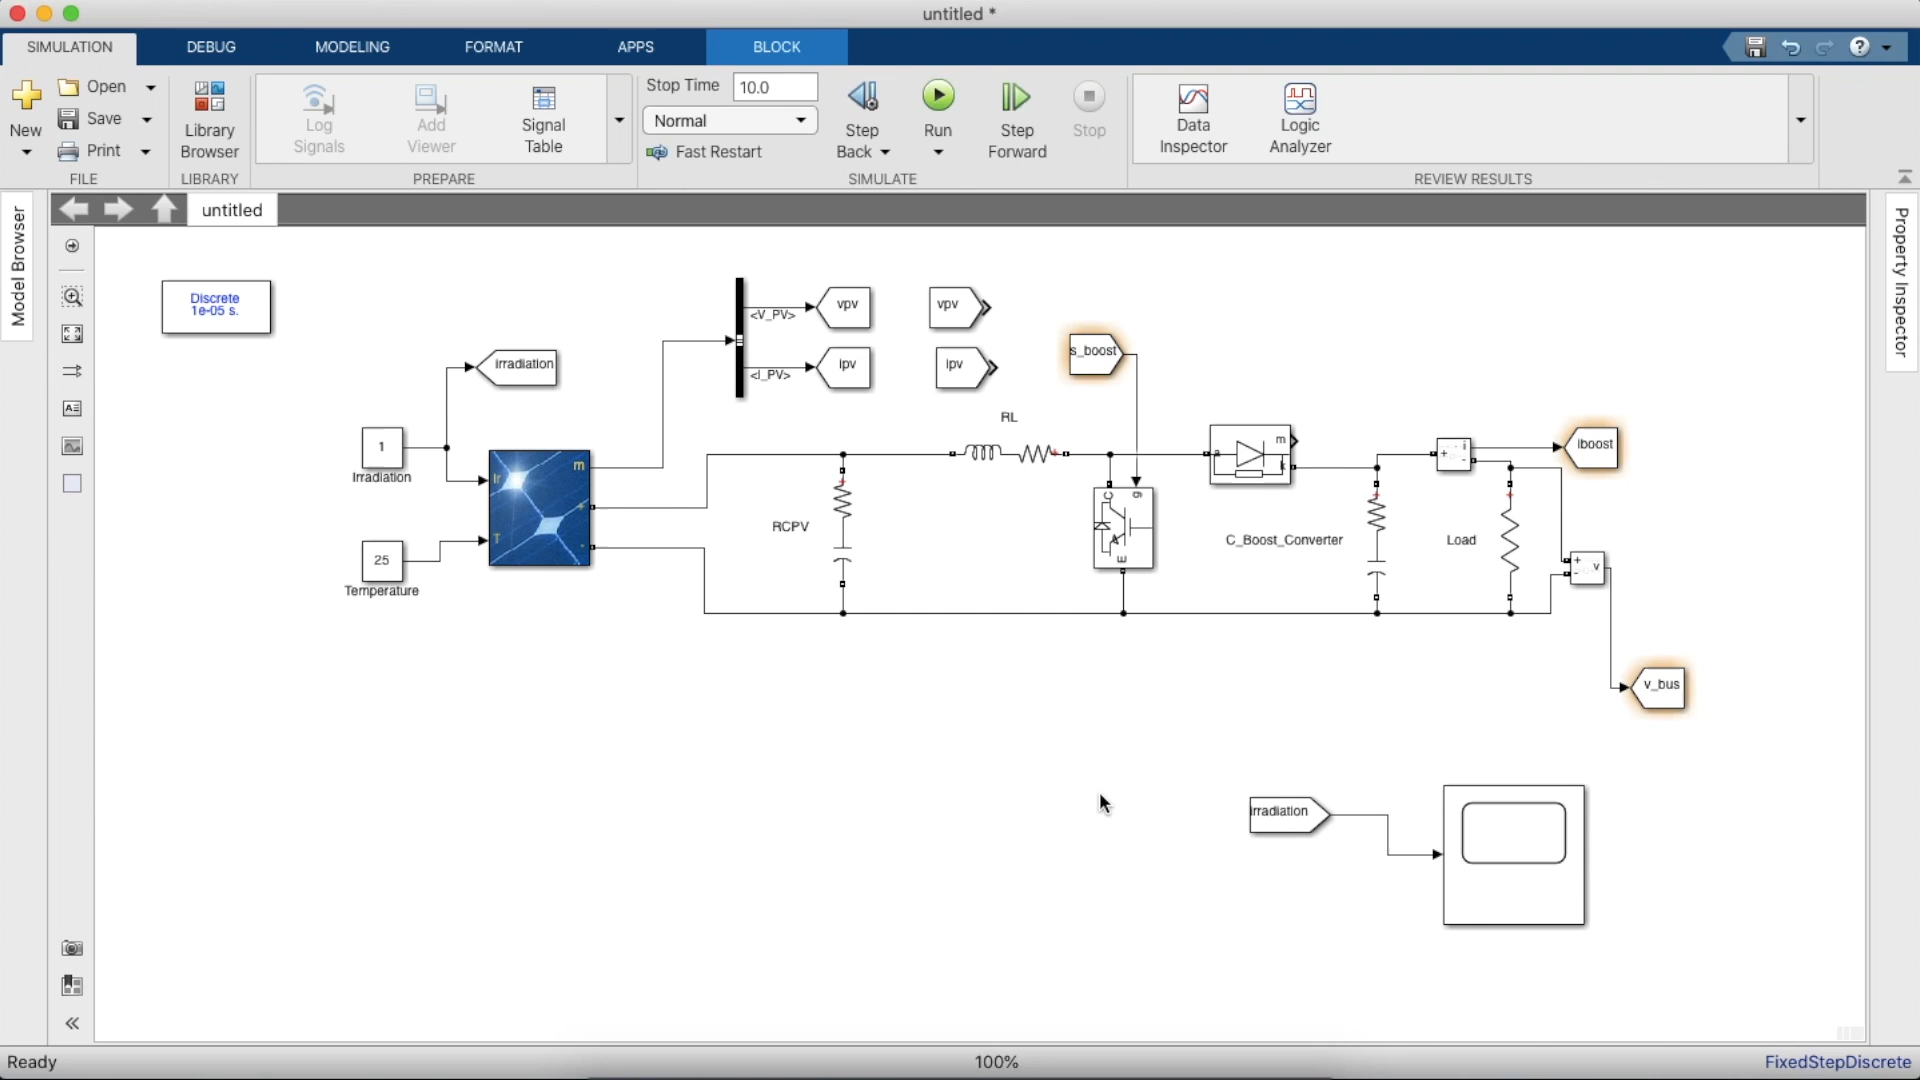 untitled *
SIMULATION
DEBUG
MODELING
FORMAT
APPS
BLOCK
New
Open
Save
Print
FILE
Library
Browser
LIBRARY
Log
Signals
Add
Viewer
Signal
Table
PREPARE
Stop Time
10.0
Normal
Fast Restart
Step
Back
Run
Step
Forward
Stop
SIMULATE
Data
Inspector
Logic
Analyzer
REVIEW RESULTS
Model Browser
Property Inspector
untitled
Discrete
1e-05 s.
<V_PV>
vpv
vpv
<I_PV>
ipv
ipv
s_boost
irradiation
RL
1
Irradiation
Ir
m
T
+
-
25
Temperature
RCPV
C
g
E
a
m
k
C_Boost_Converter
+
i
-
iboost
Load
+
-
v
v_bus
irradiation
Ready
100%
FixedStepDiscrete